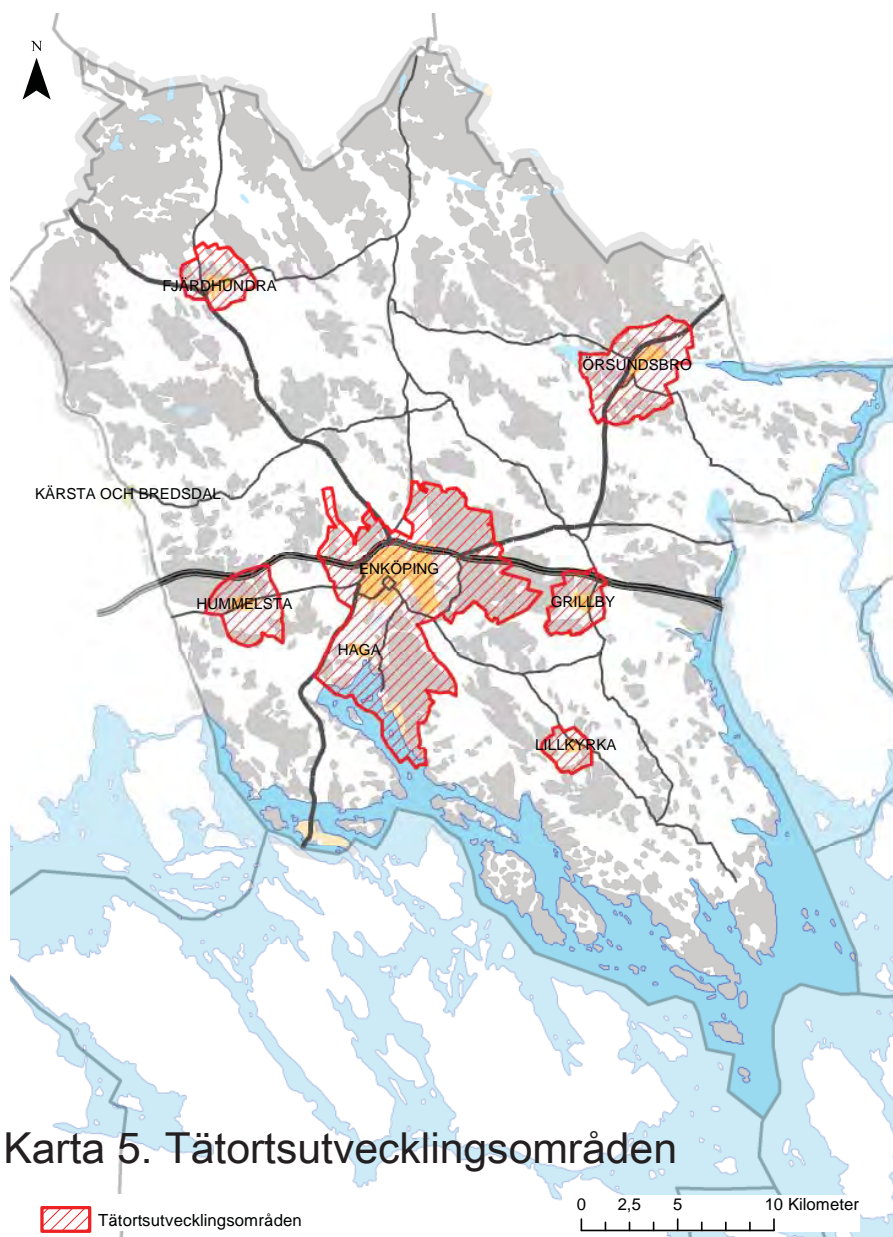 N
FJÄRDHUNDRA
ÖRSUNDSBRO
KÄRSTA OCH BREDSDAL
ENKÖPING
HUMMELSTA
GRILLBY
HAGA
LILLKYRKA
Karta 5. Tätortsutvecklingsområden
Tätortsutvecklingsområden
0 2,5 5 10 Kilometer